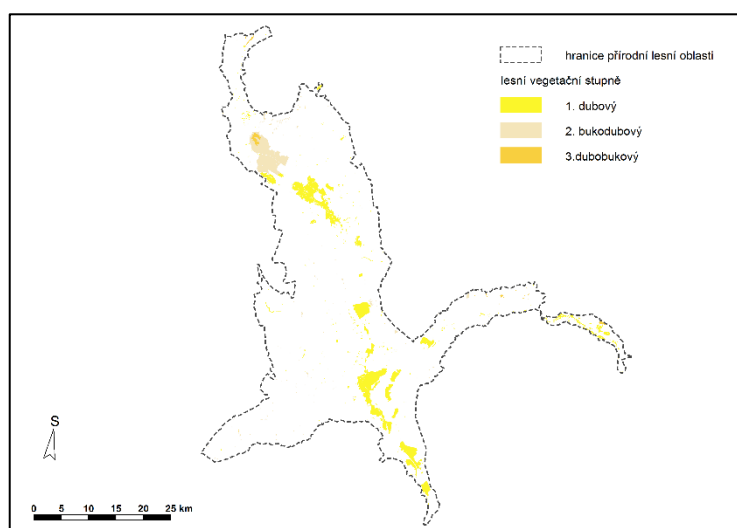 hranice přírodní lesní oblasti
lesní vegetační stupně
1. dubový
2. bukodubový
3.dubobukový
S
0 5 10 15 20 25 km